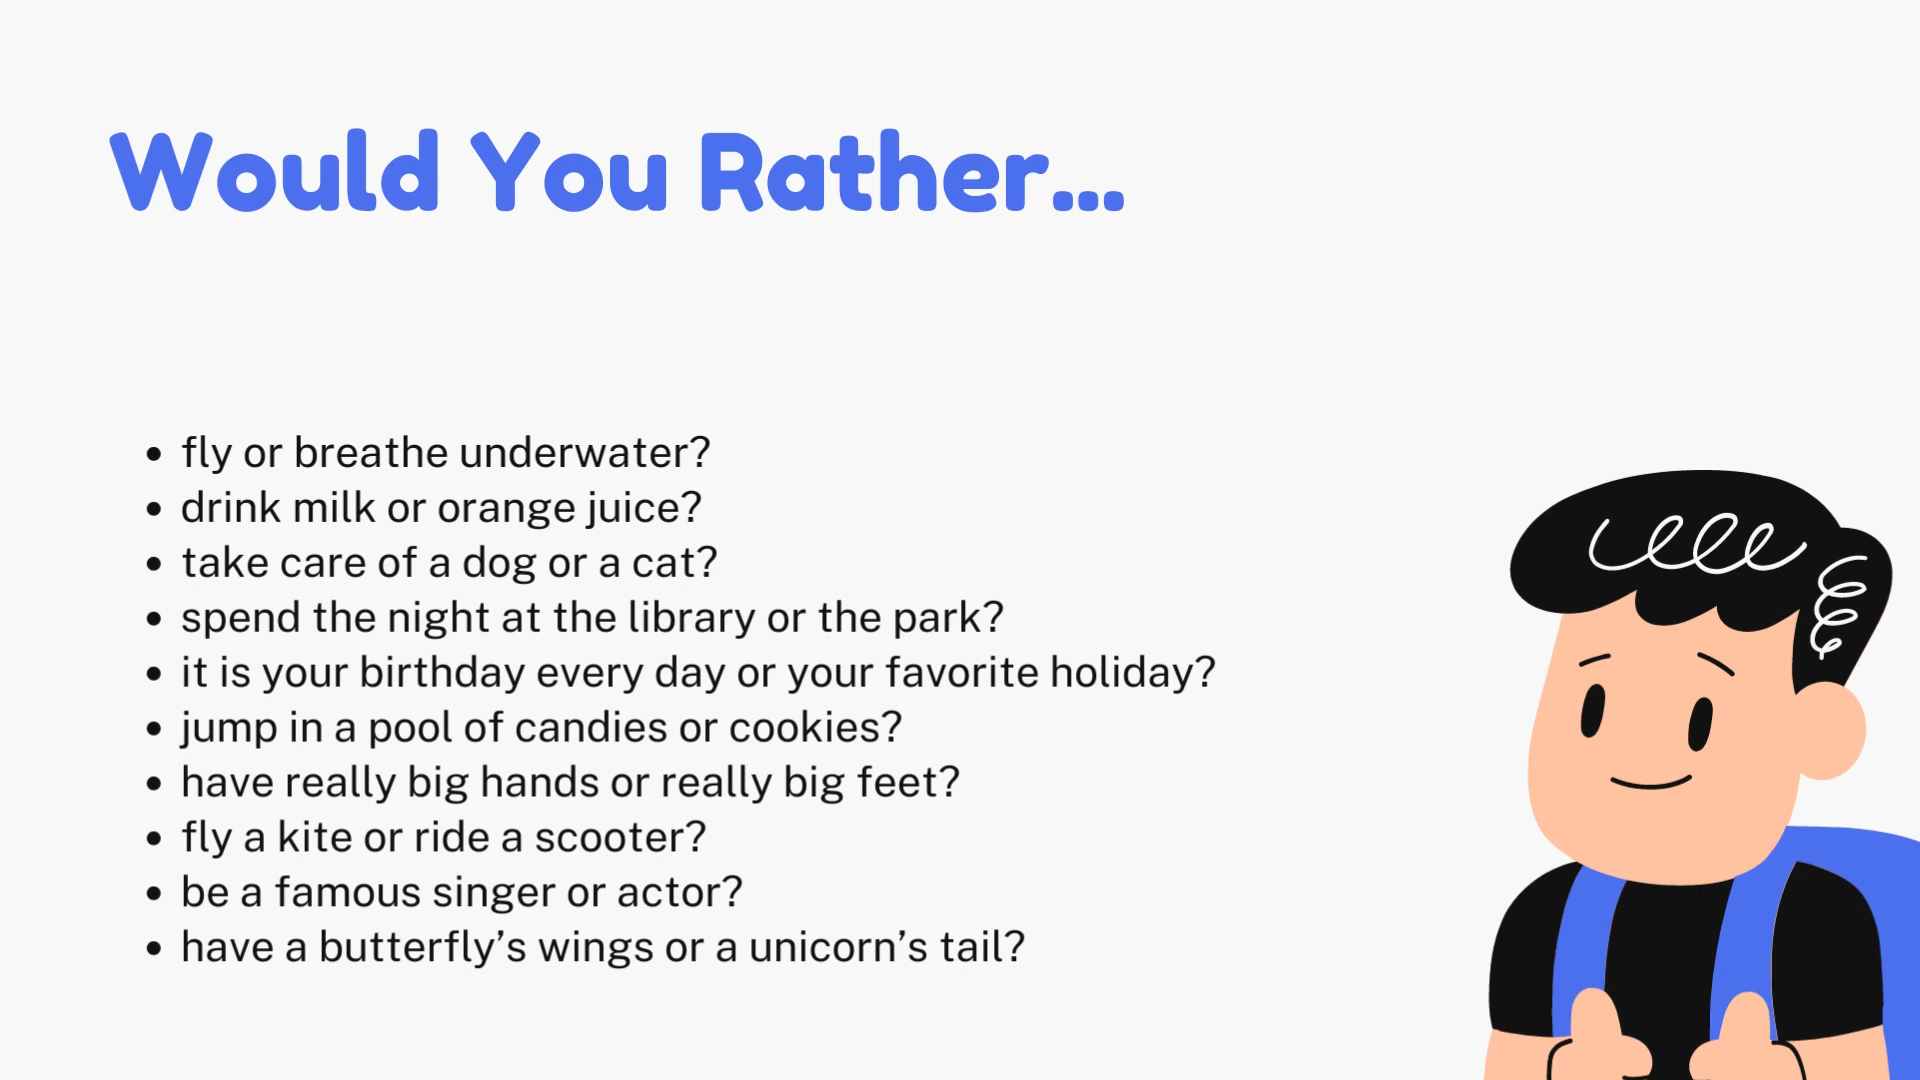 Would You Rather...
• fly or breathe underwater?
• drink milk or orange juice?
• take care of a dog or a cat?
• spend the night at the library or the park?
• it is your birthday every day or your favorite holiday?
• jump in a pool of candies or cookies?
• have really big hands or really big feet?
• fly a kite or ride a scooter?
• be a famous singer or actor?
• have a butterfly’s wings or a unicorn’s tail?